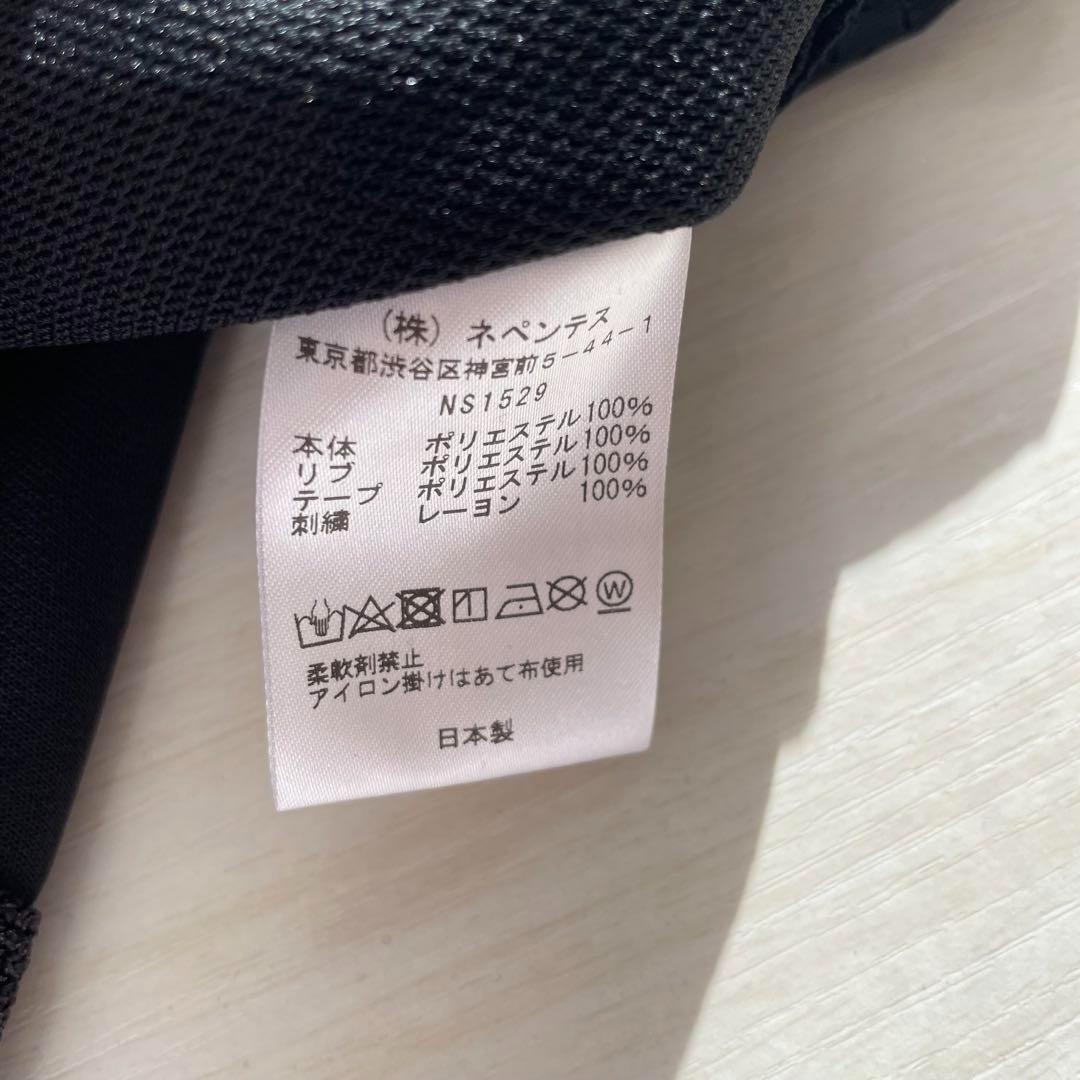 (株) ネペンテス
東京都渋谷区神宮前5-44-1
NS1529
本体 ポリエステル100%
リブ ポリエステル100%
テープ ポリエステル100%
刺繍 レーヨン 100%
W
柔軟剤禁止
アイロン掛けはあて布使用
日本製